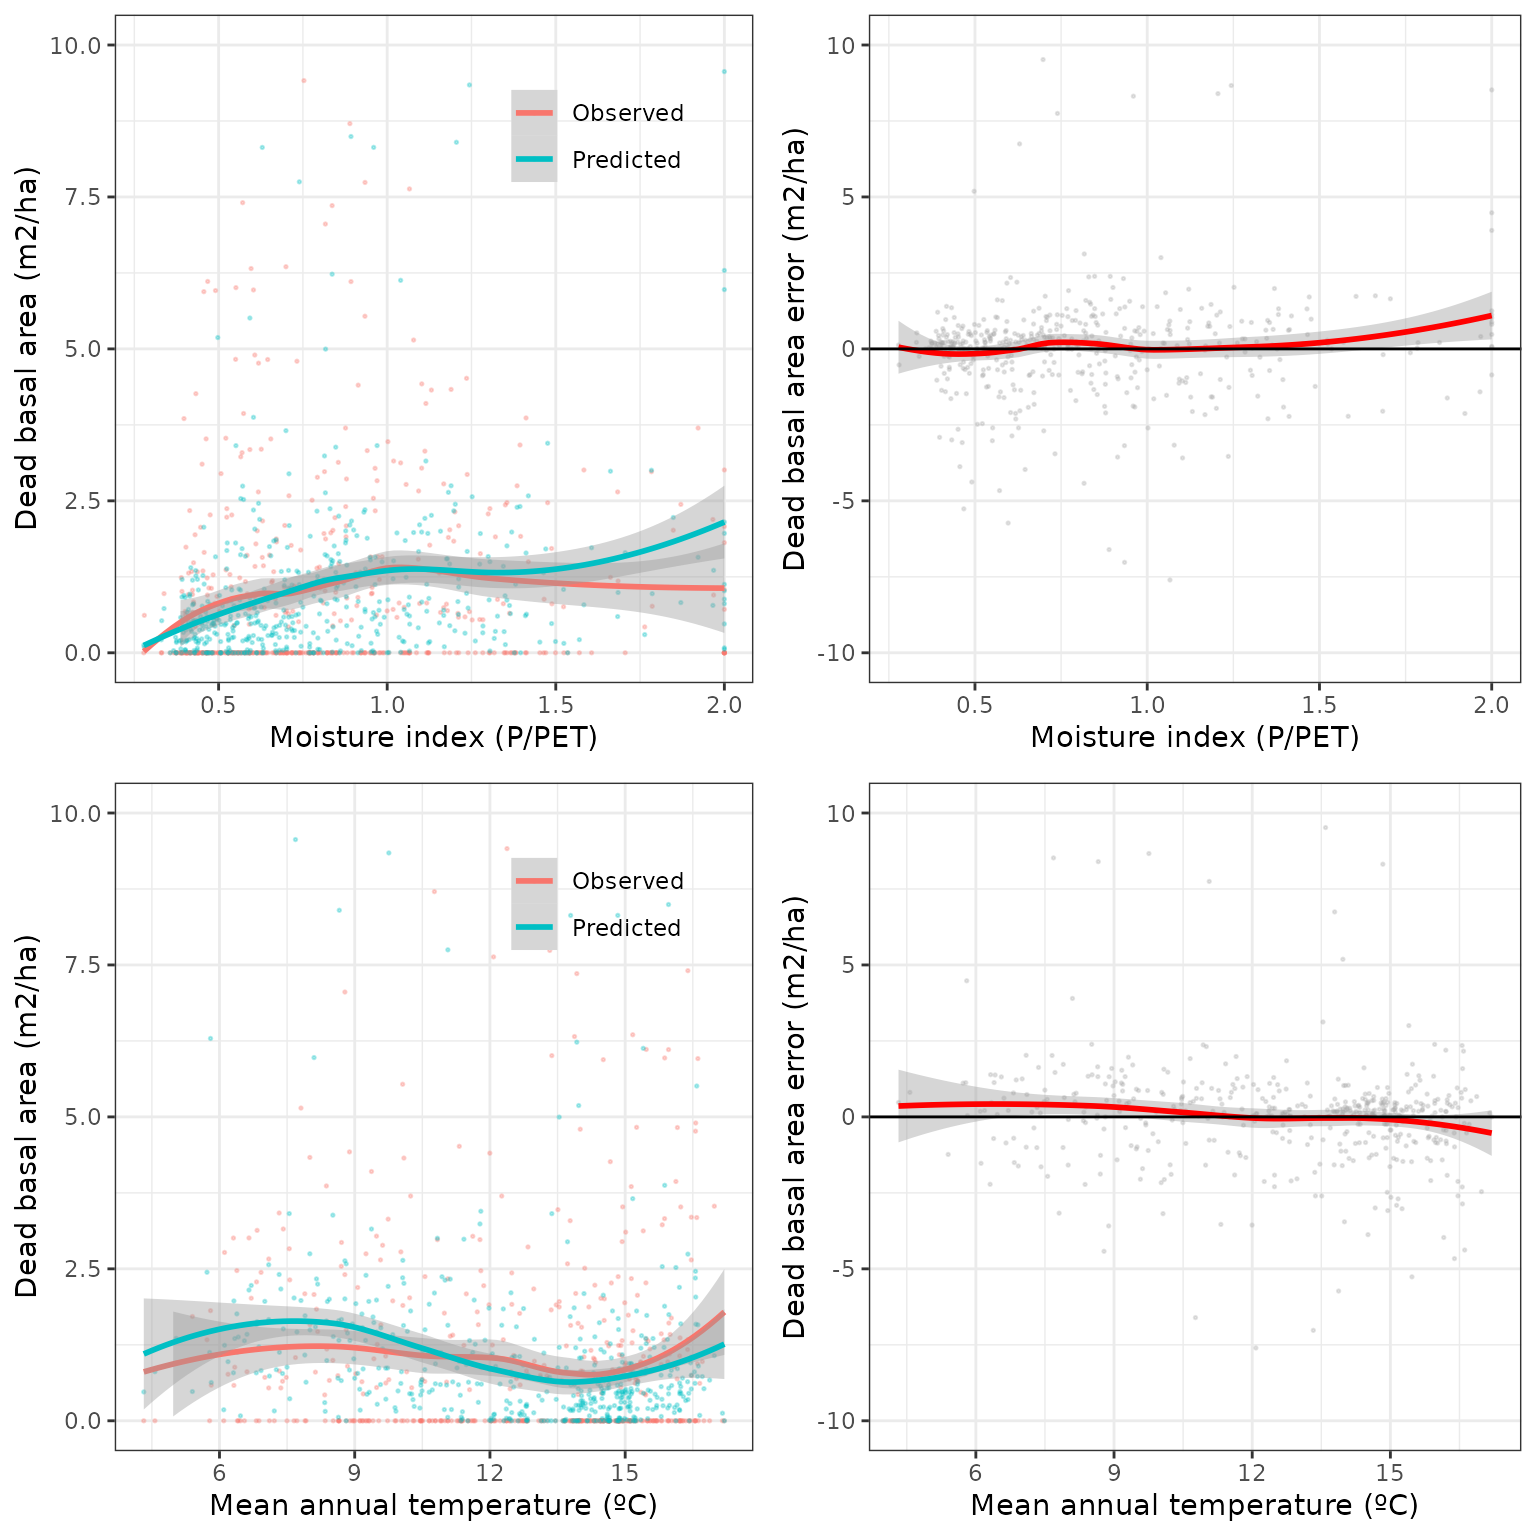 10.0
7.5
5.0
2.5
0.0
Dead basal area (m2/ha)
Observed
Predicted
0.5 1.0 1.5 2.0
Moisture index (P/PET)
10
5
0
-5
-10
Dead basal area error (m2/ha)
0.5 1.0 1.5 2.0
Moisture index (P/PET)
10.0
7.5
5.0
2.5
0.0
Dead basal area (m2/ha)
Observed
Predicted
6 9 12 15
Mean annual temperature (ºC)
10
5
0
-5
-10
Dead basal area error (m2/ha)
6 9 12 15
Mean annual temperature (ºC)